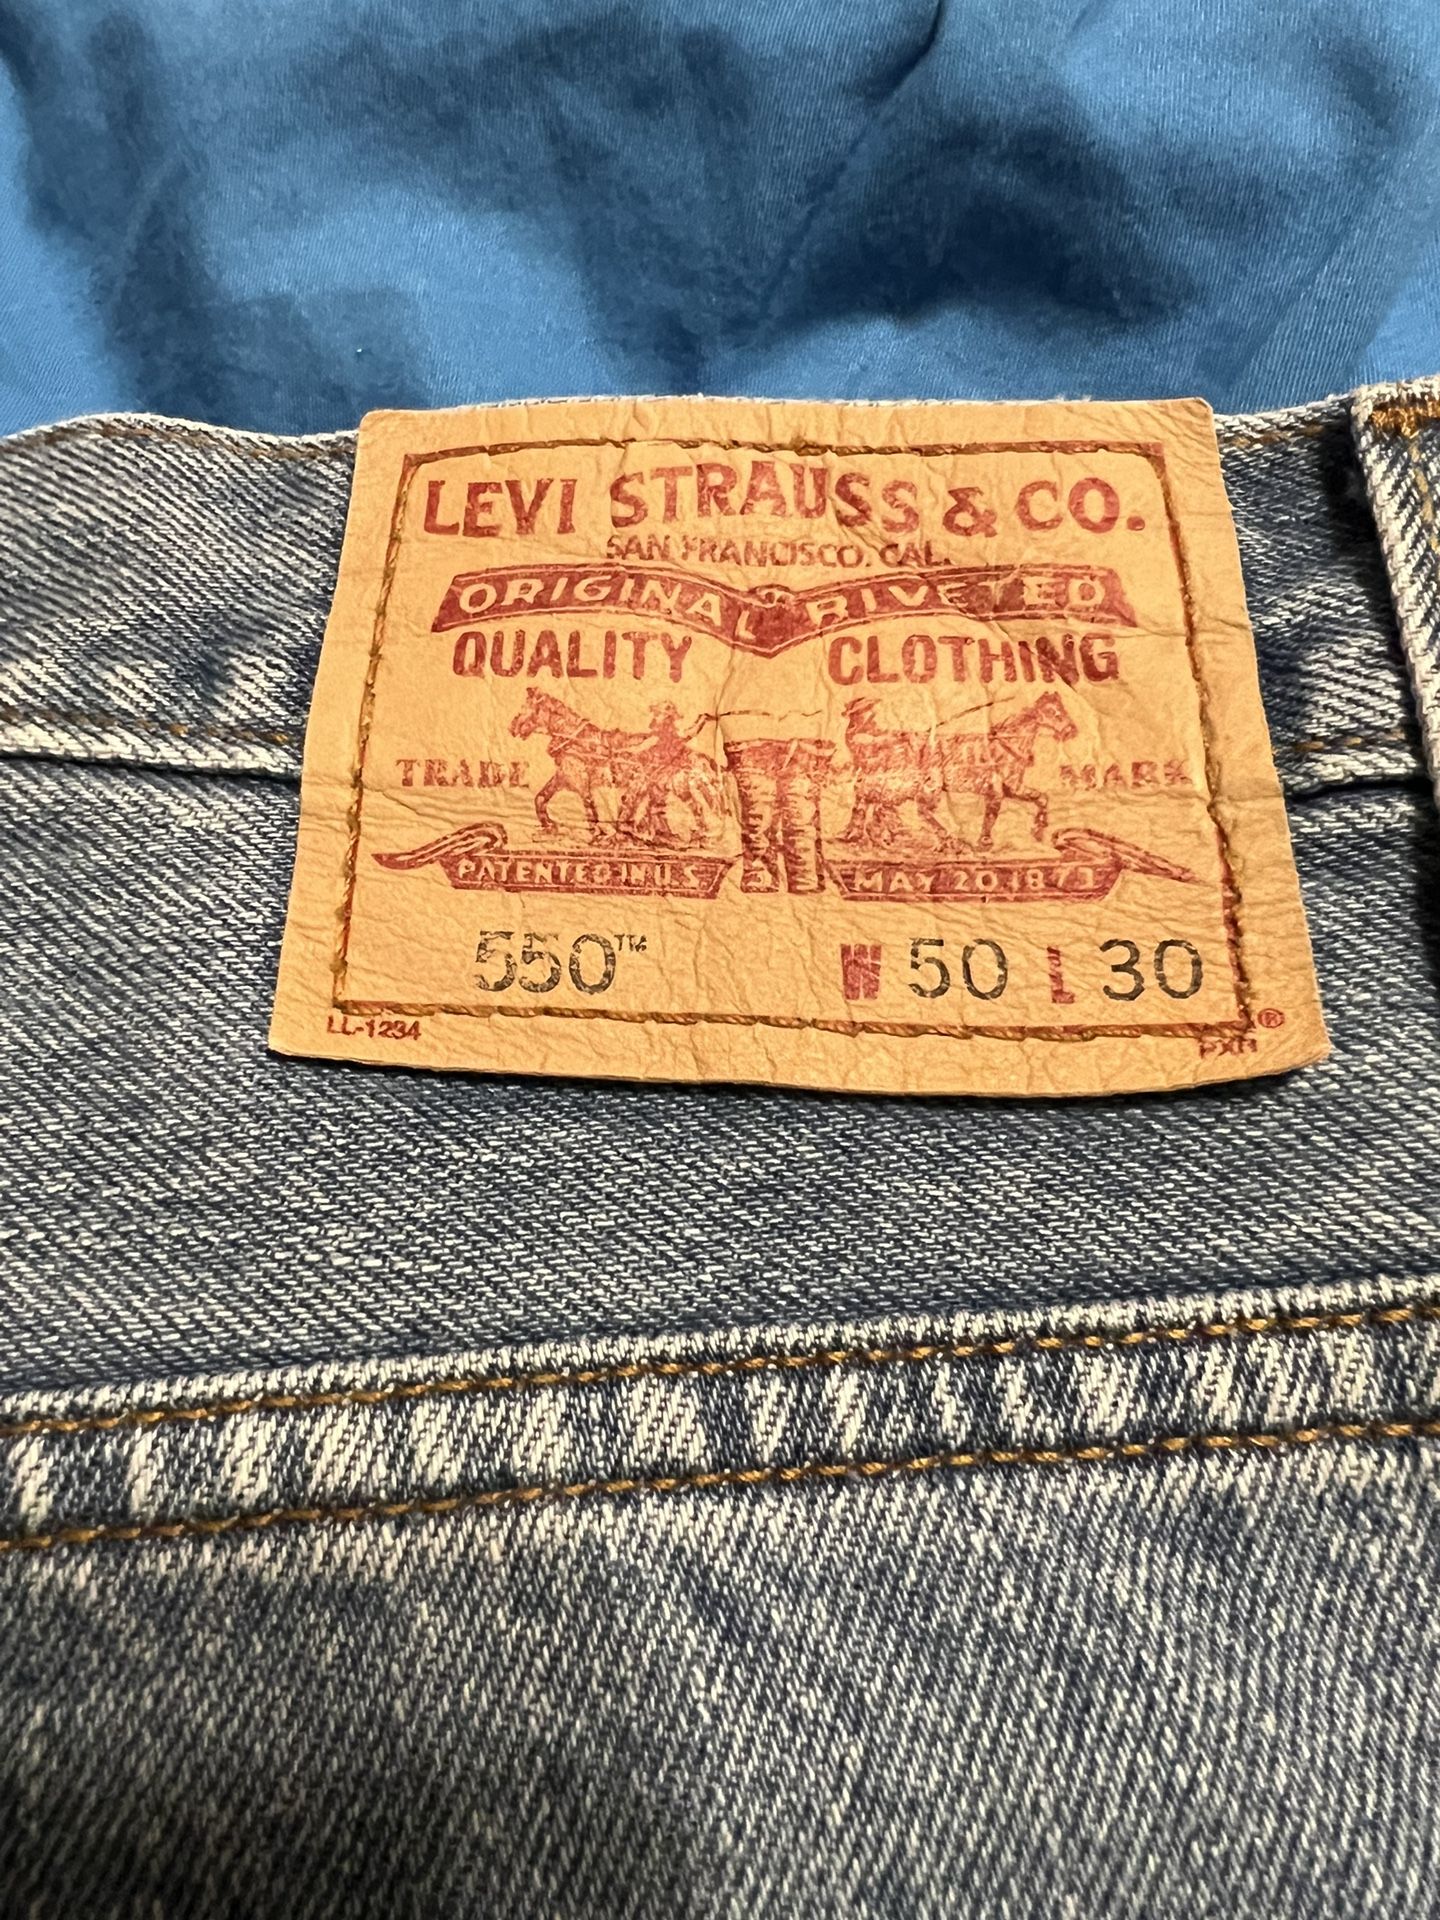 LEVI STRAUSS & CO.
SAN FRANCISCO, CAL.
ORIGINAL RIVETED
QUALITY CLOTHING
TRADE MARK
PATENTED IN U.S. MAY 20 1873
550™ W 50 L 30
LL-1234 ®